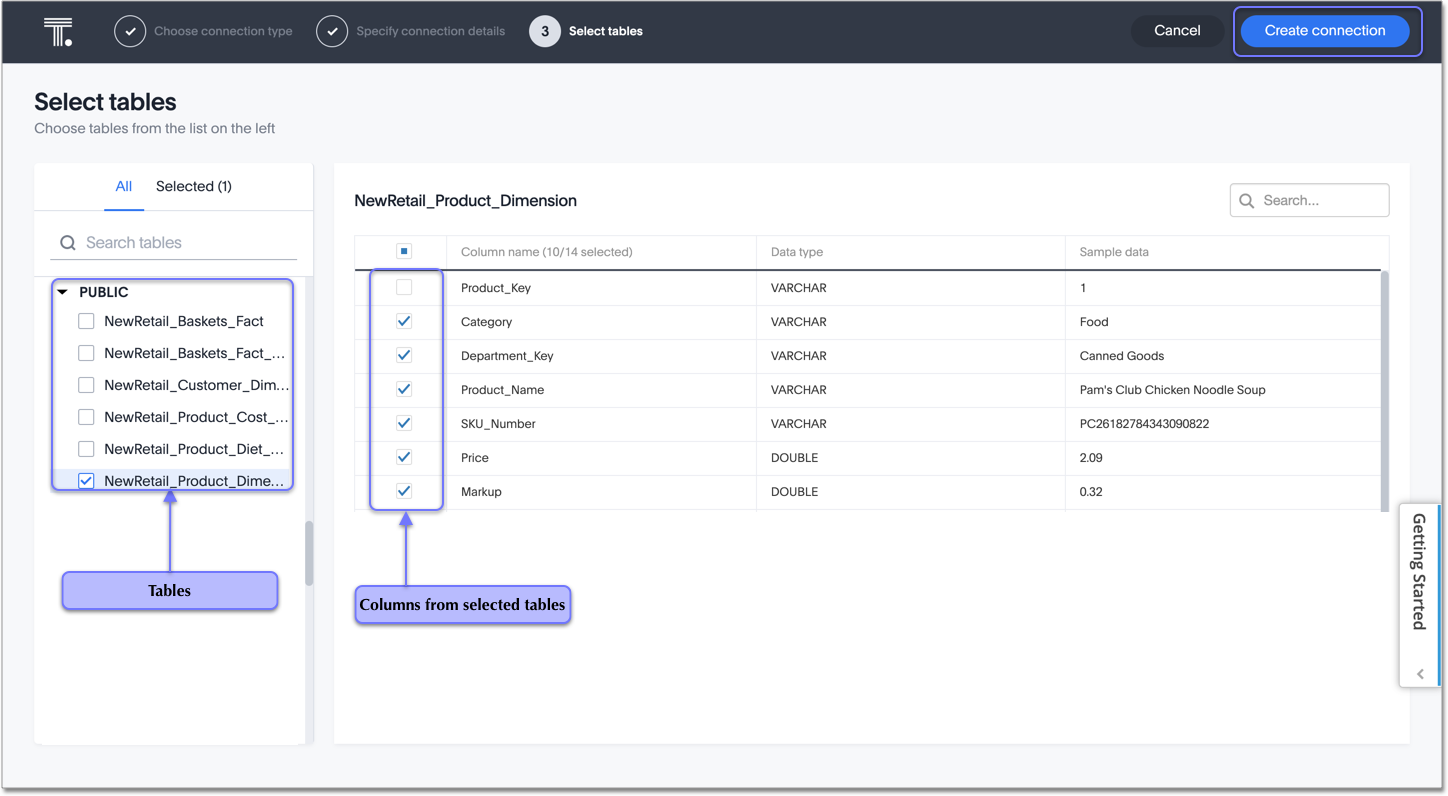 T.
Choose connection type
Specify connection details
3 Select tables
Cancel
Create connection
Select tables
Choose tables from the list on the left
All Selected (1)
Search tables
PUBLIC
NewRetail_Baskets_Fact
NewRetail_Baskets_Fact_...
NewRetail_Customer_Dim...
NewRetail_Product_Cost_...
NewRetail_Product_Diet_...
NewRetail_Product_Dime...
Tables
NewRetail_Product_Dimension
Search...
Column name (10/14 selected) Data type Sample data
Product_Key VARCHAR 1
Category VARCHAR Food
Department_Key VARCHAR Canned Goods
Product_Name VARCHAR Pam's Club Chicken Noodle Soup
SKU_Number VARCHAR PC26182784343090822
Price DOUBLE 2.09
Markup DOUBLE 0.32
Columns from selected tables
Getting Started